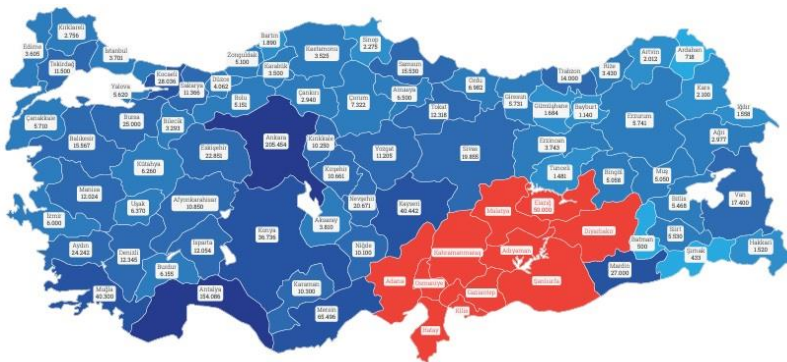 Kırklareli
2.756
Edirne
3.605
Tekirdağ
11.500
İstanbul
3.701
Kocaeli
28.036
Yalova
5.620
Sakarya
11.366
Düzce
4.062
Zonguldak
5.100
Bartın
1.890
Karabük
3.500
Kastamonu
3.525
Sinop
2.275
Samsun
15.530
Bolu
5.151
Çankırı
2.940
Çorum
7.322
Amasya
6.500
Ordu
6.982
Giresun
5.731
Trabzon
14.000
Rize
3.430
Artvin
2.012
Ardahan
718
Kars
2.100
Iğdır
1.558
Ağrı
2.977
Gümüşhane
1.684
Bayburt
1.140
Erzurum
5.741
Çanakkale
5.733
Balıkesir
15.567
Bursa
25.000
Bilecik
3.293
Eskişehir
22.851
Ankara
205.454
Kırıkkale
10.250
Yozgat
11.205
Tokat
12.318
Sivas
19.855
Erzincan
3.743
Tunceli
1.481
Bingöl
5.058
Muş
5.050
Bitlis
5.466
Van
17.400
Kütahya
6.260
Manisa
12.024
Uşak
6.370
Afyonkarahisar
10.850
Kırşehir
10.661
Nevşehir
20.671
Kayseri
40.442
Aksaray
3.810
Niğde
10.100
Konya
36.736
İzmir
6.000
Aydın
24.242
Denizli
12.345
Isparta
12.054
Burdur
6.155
Muğla
40.300
Antalya
154.086
Karaman
10.300
Mersin
65.496
Malatya
Elazığ
50.000
Diyarbakır
Kahramanmaraş
Adıyaman
Adana
Osmaniye
Gaziantep
Şanlıurfa
Kilis
Hatay
Batman
500
Siirt
5.030
Şırnak
433
Hakkari
1.520
Mardin
27.000